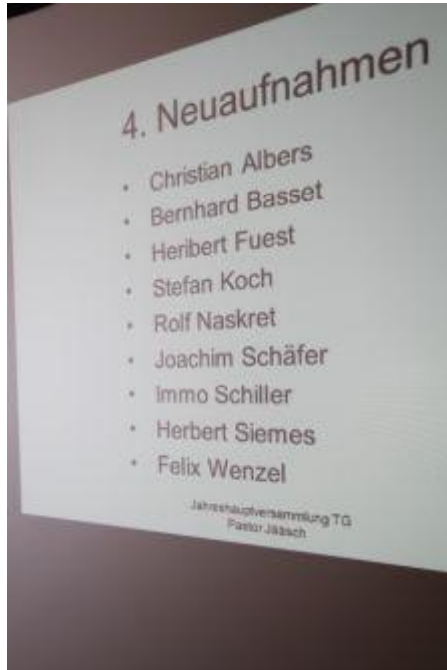 4. Neuaufnahmen
• Christian Albers
• Bernhard Basset
• Heribert Fuest
• Stefan Koch
• Rolf Naskret
• Joachim Schäfer
• Immo Schiller
• Herbert Siemes
• Felix Wenzel
Jahreshauptversammlung TG
Pastor Jääsch